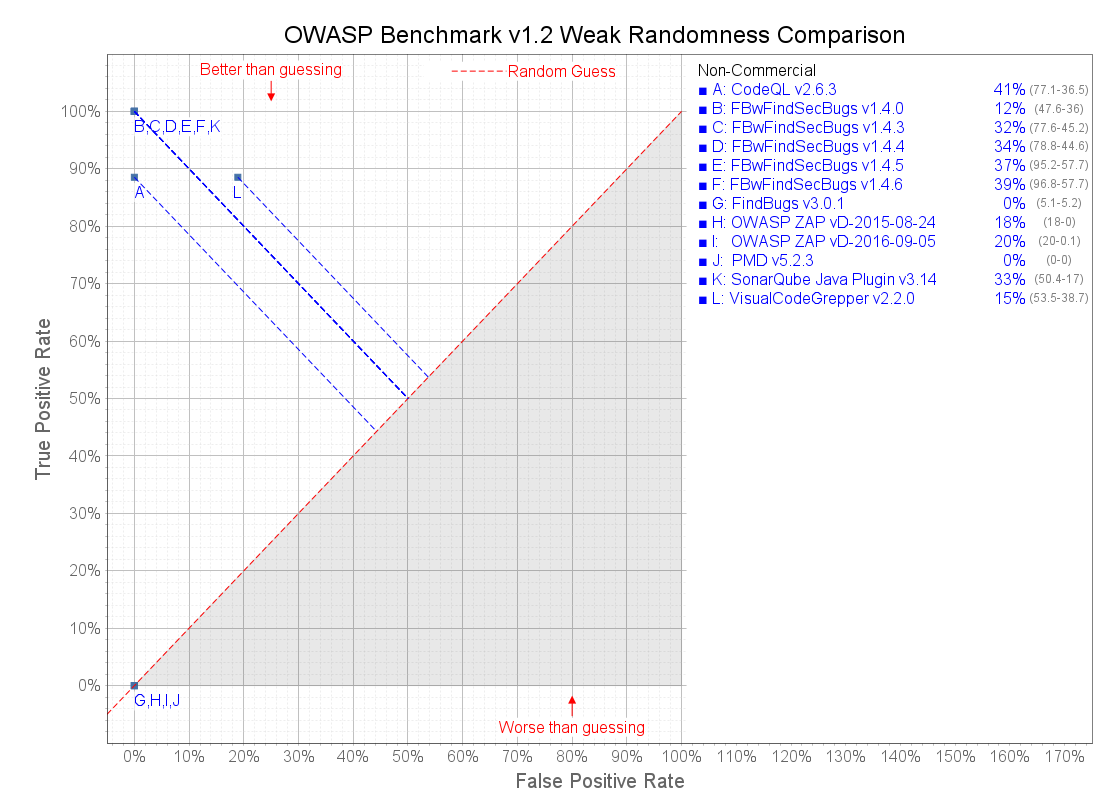 OWASP Benchmark v1.2 Weak Randomness Comparison
Better than guessing
Random Guess
Non-Commercial
A: CodeQL v2.6.3 41% (77.1-36.5)
B: FBwFindSecBugs v1.4.0 12% (47.6-36)
C: FBwFindSecBugs v1.4.3 32% (77.6-45.2)
D: FBwFindSecBugs v1.4.4 34% (78.8-44.6)
E: FBwFindSecBugs v1.4.5 37% (95.2-57.7)
F: FBwFindSecBugs v1.4.6 39% (96.8-57.7)
G: FindBugs v3.0.1 0% (5.1-5.2)
H: OWASP ZAP vD-2015-08-24 18% (18-0)
I: OWASP ZAP vD-2016-09-05 20% (20-0.1)
J: PMD v5.2.3 0% (0-0)
K: SonarQube Java Plugin v3.14 33% (50.4-17)
L: VisualCodeGrepper v2.2.0 15% (53.5-38.7)
100%
B,C,D,E,F,K
90%
A
L
80%
70%
60%
50%
40%
30%
20%
10%
0%
G,H,I,J
True Positive Rate
Worse than guessing
0% 10% 20% 30% 40% 50% 60% 70% 80% 90% 100% 110% 120% 130% 140% 150% 160% 170%
False Positive Rate